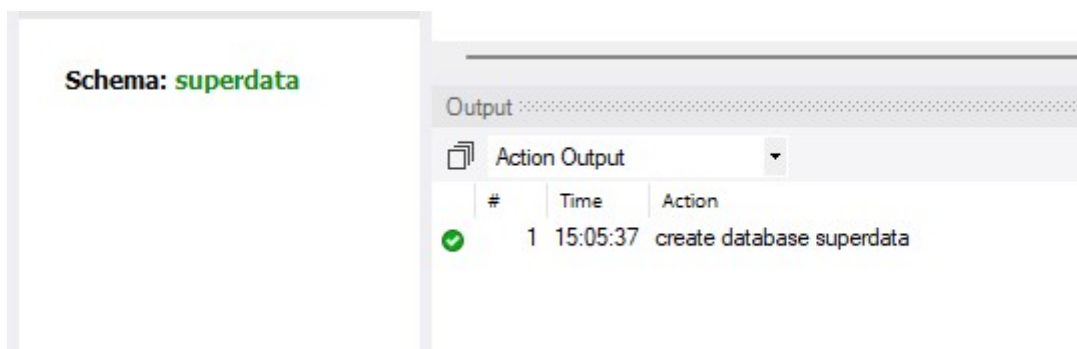 Schema: superdata
Output
Action Output
# Time Action
1 15:05:37 create database superdata